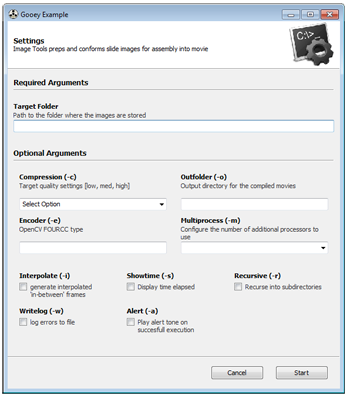 Gooey Example
Settings
Image Tools preps and conforms slide images for assembly into movie
C:\>_
Required Arguments
Target Folder
Path to the folder where the images are stored
Optional Arguments
Compression (-c)
Target quality settings [low, med, high]
Select Option
Outfolder (-o)
Output directory for the compiled movies
Encoder (-e)
OpenCV FOURCC type
Multiprocess (-m)
Configure the number of additional processors to
use
Interpolate (-i)
generate interpolated
'in-between' frames
Showtime (-s)
Display time elapsed
Recursive (-r)
Recurse into subdirectories
Writelog (-w)
log errors to file
Alert (-a)
Play alert tone on
succesfull execution
Cancel
Start